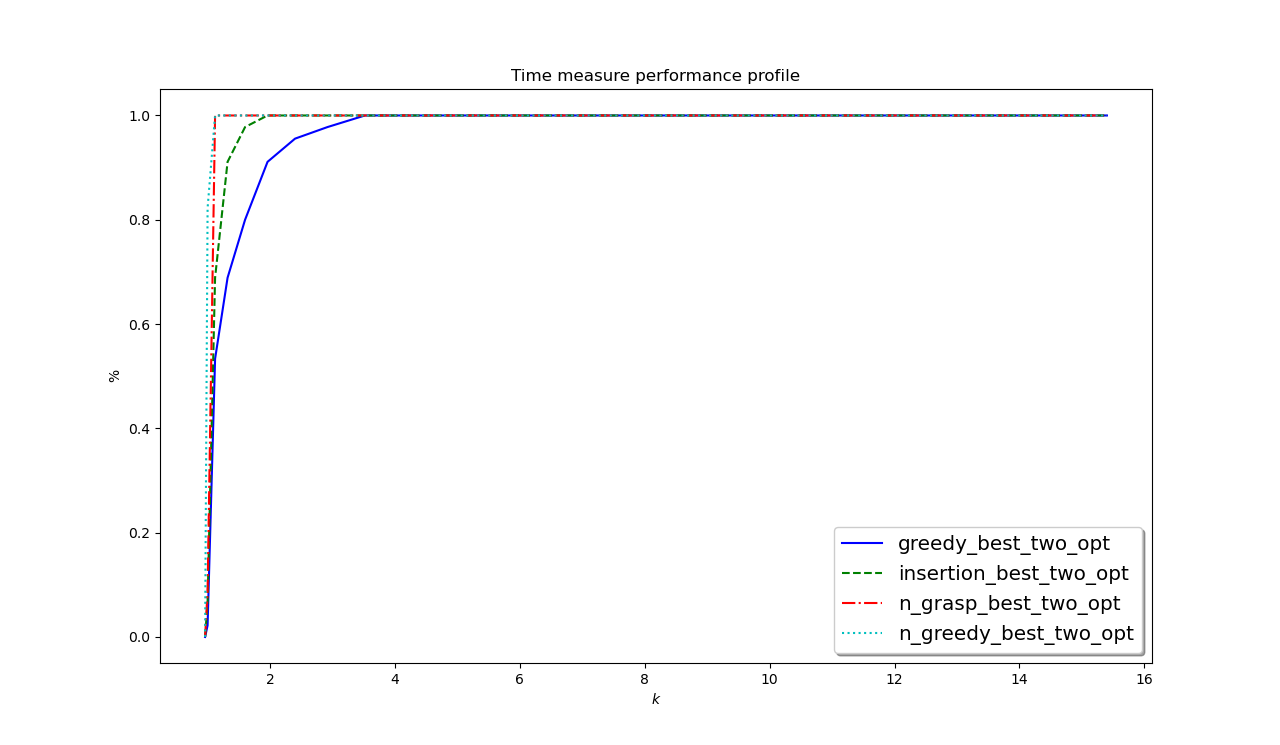 Time measure performance profile
1.0
0.8
0.6
0.4
0.2
0.0
%
2 4 6 8 10 12 14 16
k
greedy_best_two_opt
insertion_best_two_opt
n_grasp_best_two_opt
n_greedy_best_two_opt